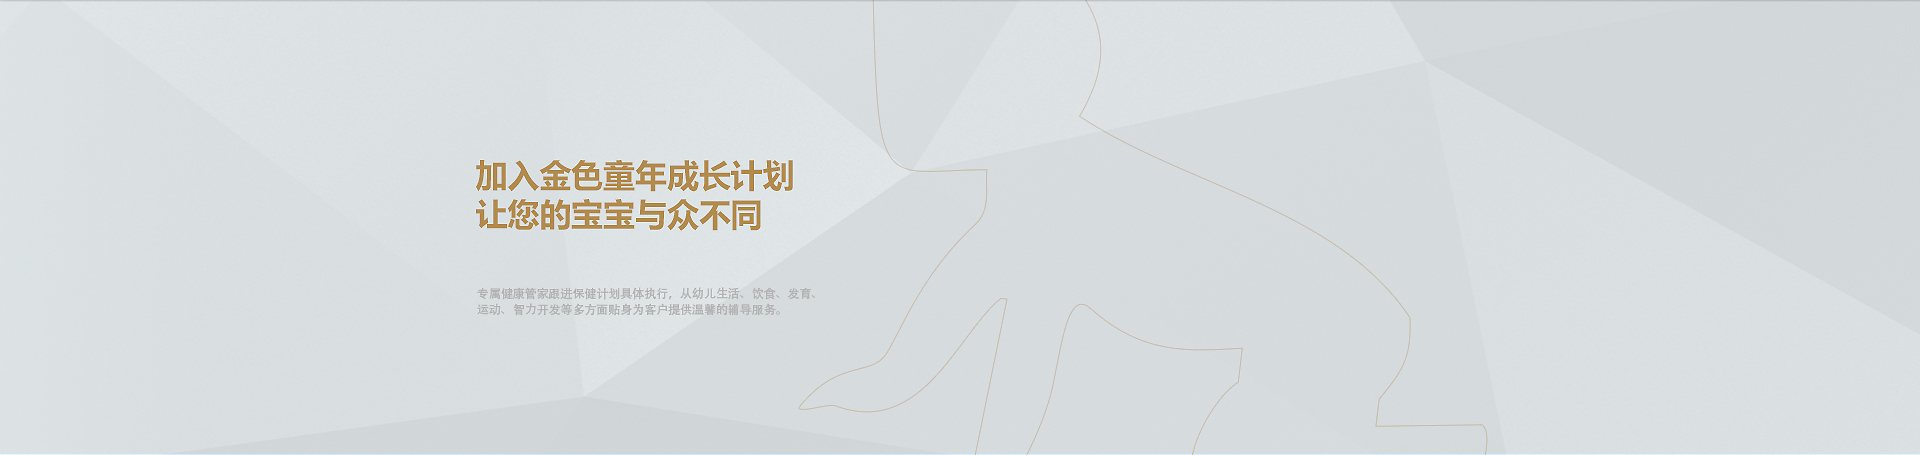 加入金色童年成长计划
让您的宝宝与众不同
专属健康管家跟进保健计划具体执行，从幼儿生活、饮食、发育、
运动、智力开发等多方面贴身为客户提供温馨的辅导服务。